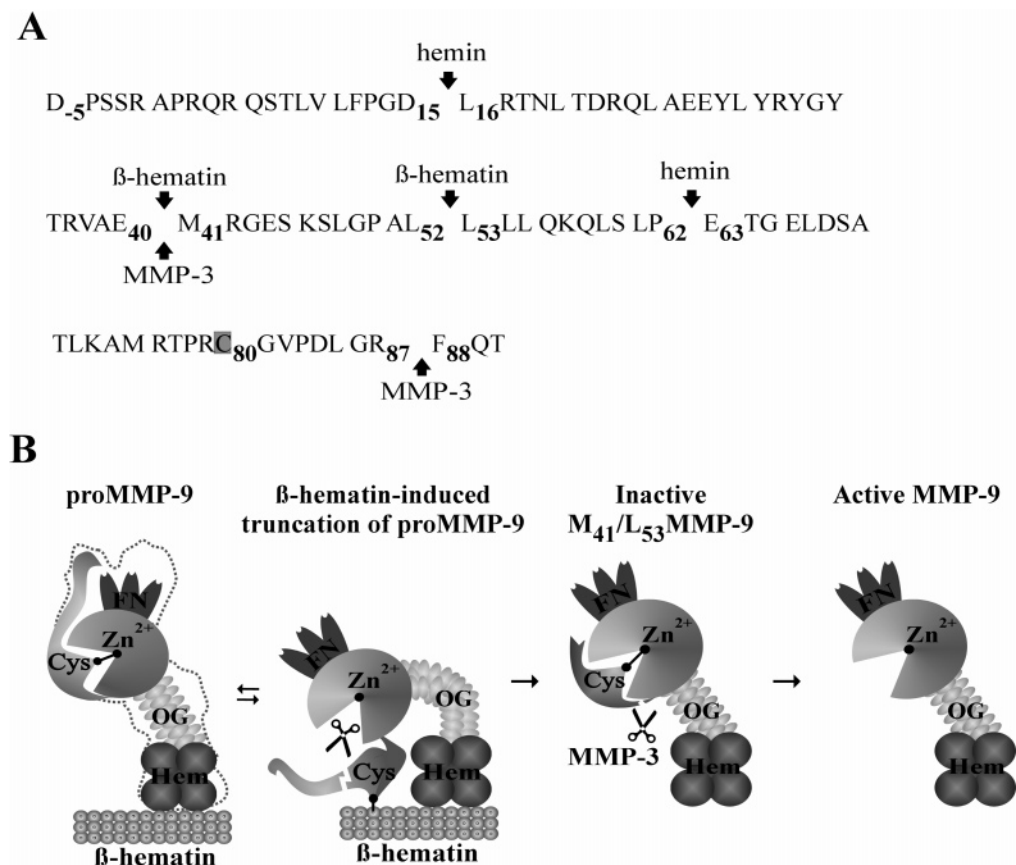 A
hemin
D-5PSSR APRQR QSTLV LFPGD15 L16RTNL TDRQL AEEYL YRYGY
ß-hematin ß-hematin hemin
TRVAE40 M41RGES KSLGP AL52 L53LL QKQLS LP62 E63TG ELDSA
MMP-3
TLKAM RTPRC80GVPDL GR87 F88QT
MMP-3
B
proMMP-9
ß-hematin-induced
truncation of proMMP-9
Inactive
M41/L53MMP-9
Active MMP-9
FN
Zn2+
Cys
OG
Hem
ß-hematin
FN
Zn2+
OG
Cys
Hem
ß-hematin
FN
Zn2+
Cys
OG
MMP-3
Hem
FN
Zn2+
OG
Hem